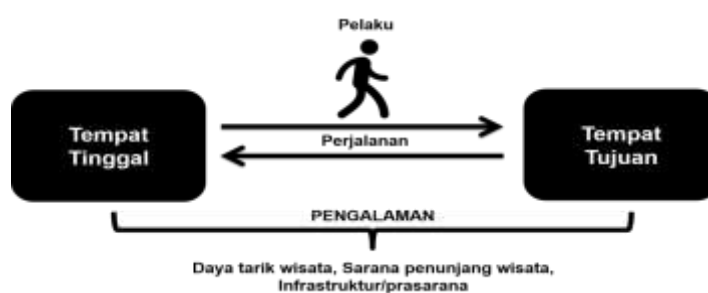 Pelaku
Tempat
Tinggal
Perjalanan
Tempat
Tujuan
PENGALAMAN
Daya tarik wisata, Sarana penunjang wisata,
Infrastruktur/prasarana